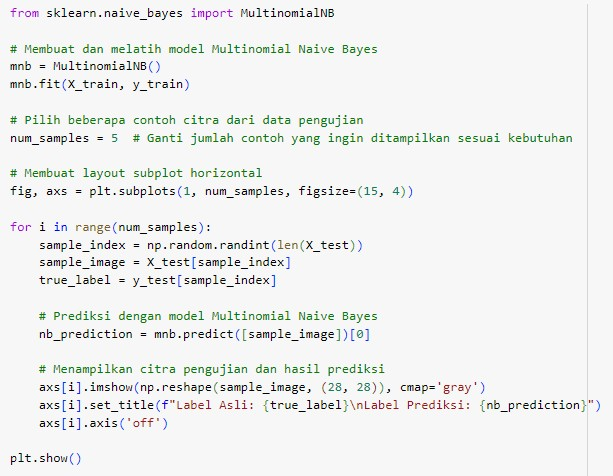 from sklearn.naive_bayes import MultinomialNB
# Membuat dan melatih model Multinomial Naive Bayes
mnb = MultinomialNB()
mnb.fit(X_train, y_train)
# Pilih beberapa contoh citra dari data pengujian
num_samples = 5  # Ganti jumlah contoh yang ingin ditampilkan sesuai kebutuhan
# Membuat layout subplot horizontal
fig, axs = plt.subplots(1, num_samples, figsize=(15, 4))
for i in range(num_samples):
    sample_index = np.random.randint(len(X_test))
    sample_image = X_test[sample_index]
    true_label = y_test[sample_index]
    # Prediksi dengan model Multinomial Naive Bayes
    nb_prediction = mnb.predict([sample_image])[0]
    # Menampilkan citra pengujian dan hasil prediksi
    axs[i].imshow(np.reshape(sample_image, (28, 28)), cmap='gray')
    axs[i].set_title(f"Label Asli: {true_label}\nLabel Prediksi: {nb_prediction}")
    axs[i].axis('off')
plt.show()